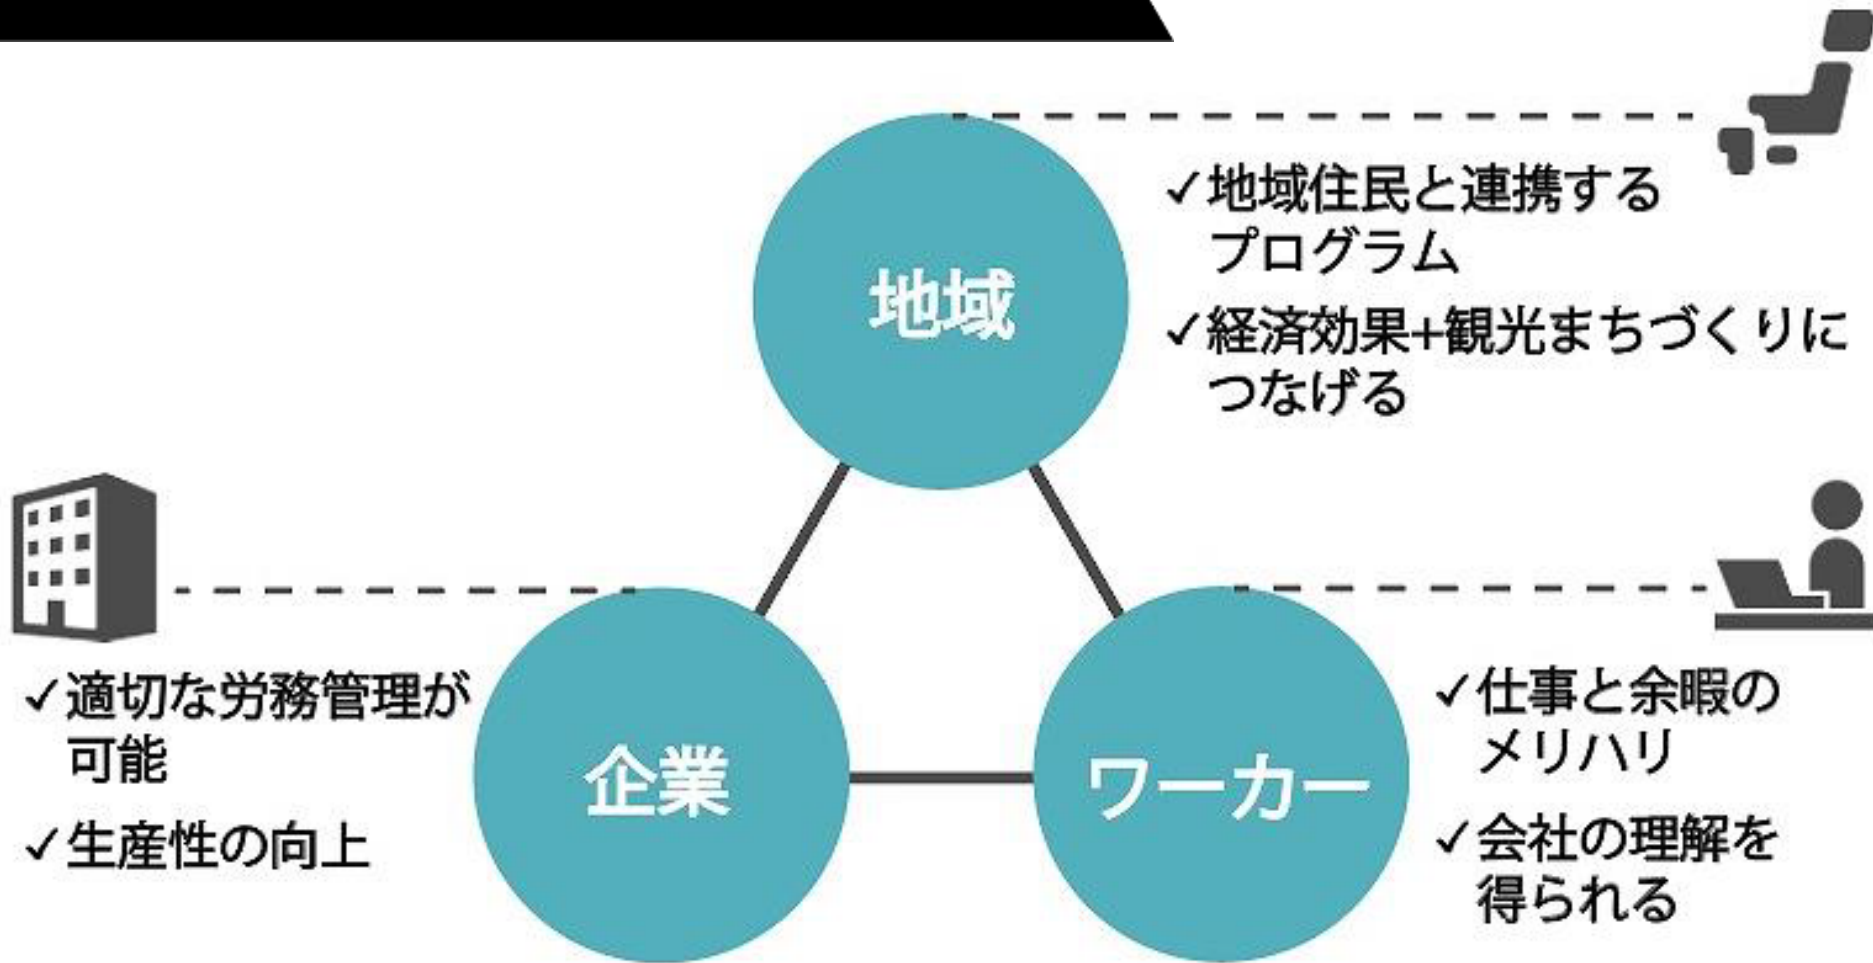 地域
✓地域住民と連携する
プログラム
✓経済効果+観光まちづくりに
つなげる
企業
✓適切な労務管理が
可能
✓生産性の向上
ワーカー
✓仕事と余暇の
メリハリ
✓会社の理解を
得られる